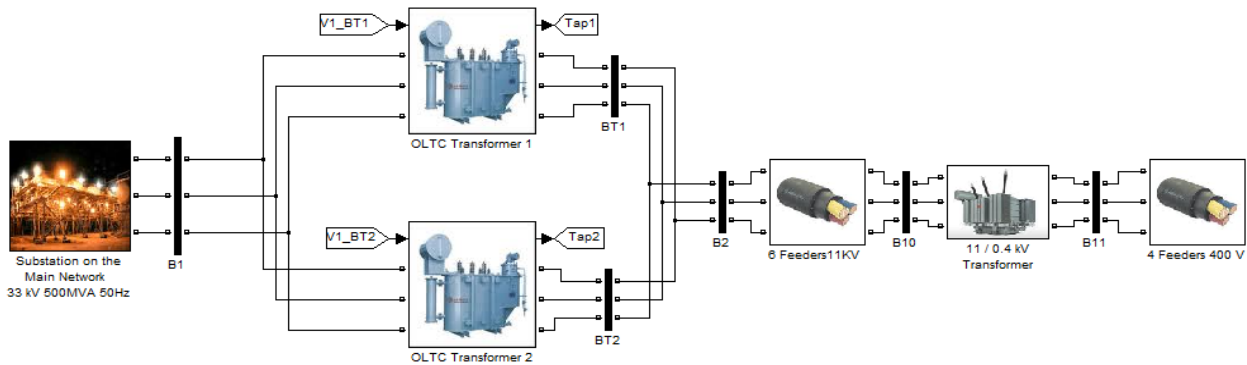 V1_BT1
Tap1
OLTC Transformer 1
BT1
Substation on the
Main Network
33 kV 500MVA 50Hz
B1
V1_BT2
Tap2
OLTC Transformer 2
BT2
B2
6 Feeders11KV
B10
11 / 0.4 kV
Transformer
B11
4 Feeders 400 V